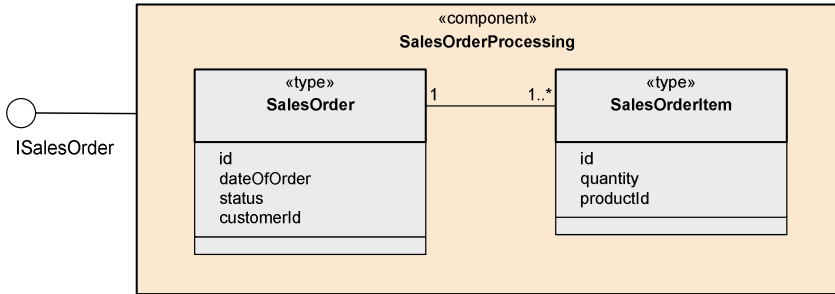 «component»
SalesOrderProcessing
«type»
SalesOrder
1
1..*
«type»
SalesOrderItem
ISalesOrder
id
dateOfOrder
status
customerId
id
quantity
productId